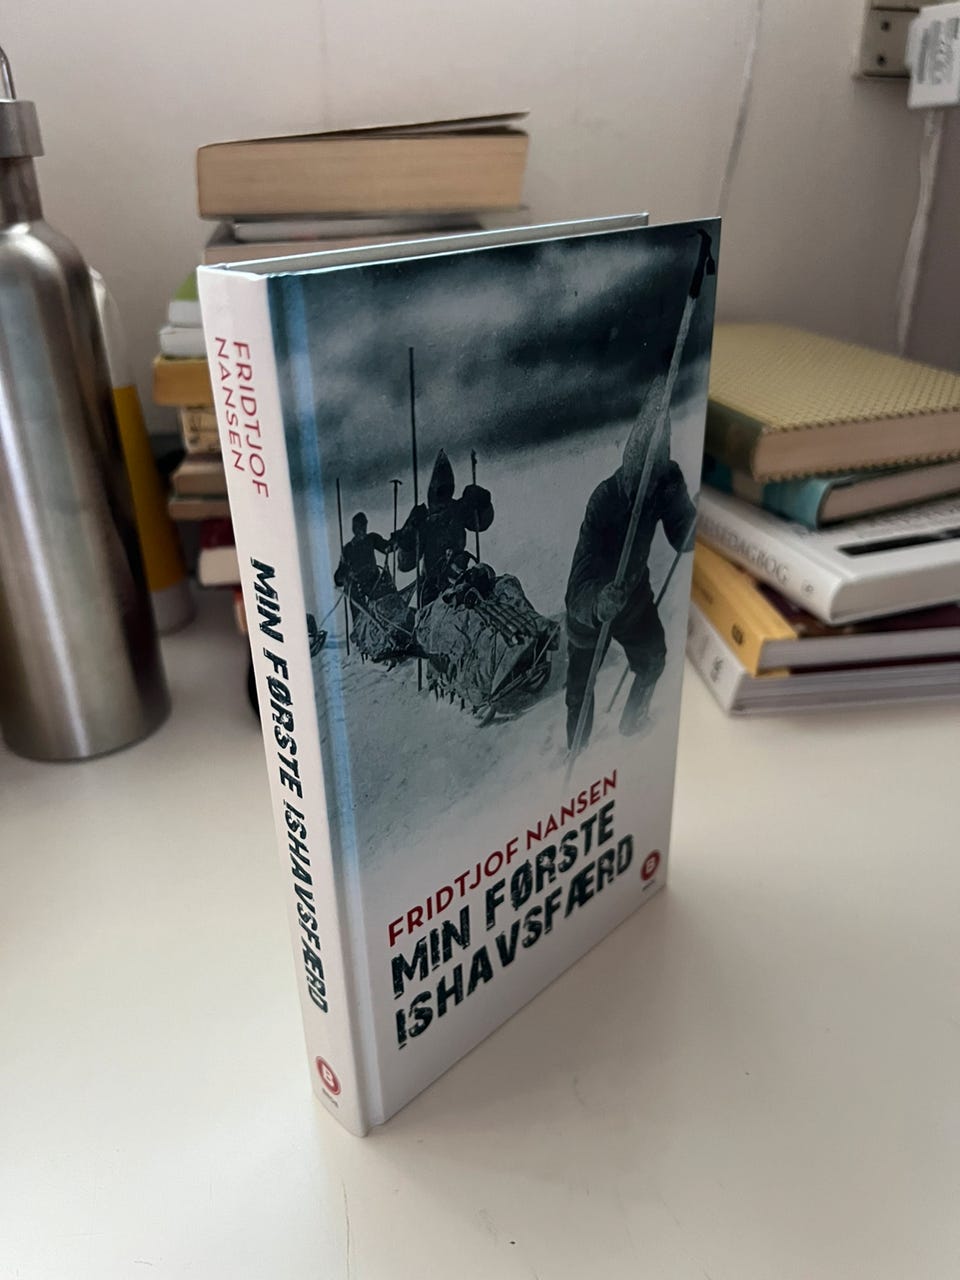 FRIDTJOF
NANSEN
MIN FØRSTE ISHAVSFÆRD
B
FRIDTJOF NANSEN
MIN FØRSTE
ISHAVSFÆRD
B